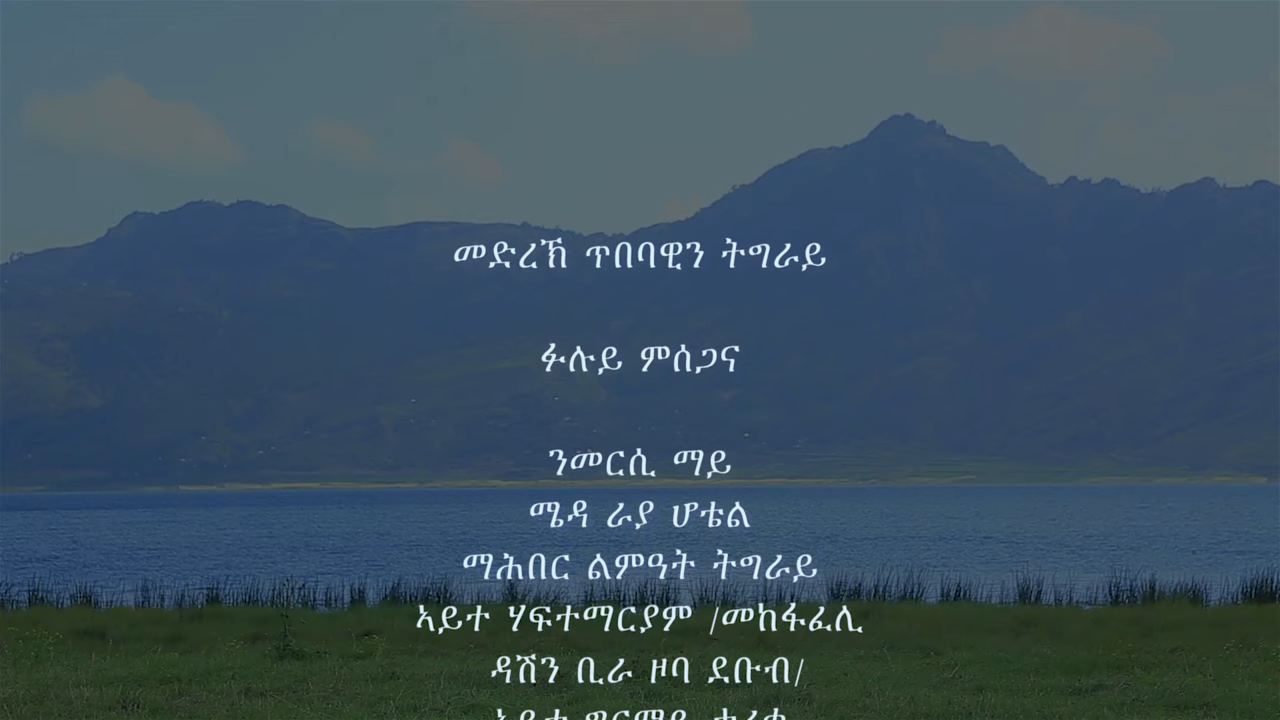 መድረኽ ጥበባዊን ትግራይ
ፉሉይ ምሰጋና
ንመርሲ ማይ
ሜዳ ራያ ሆቴል
ማሕበር ልምዓት ትግራይ
ኣይተ ሃፍተማርያም /መከፋፈሊ
ዳሽን ቢራ ዞባ ደቡብ/